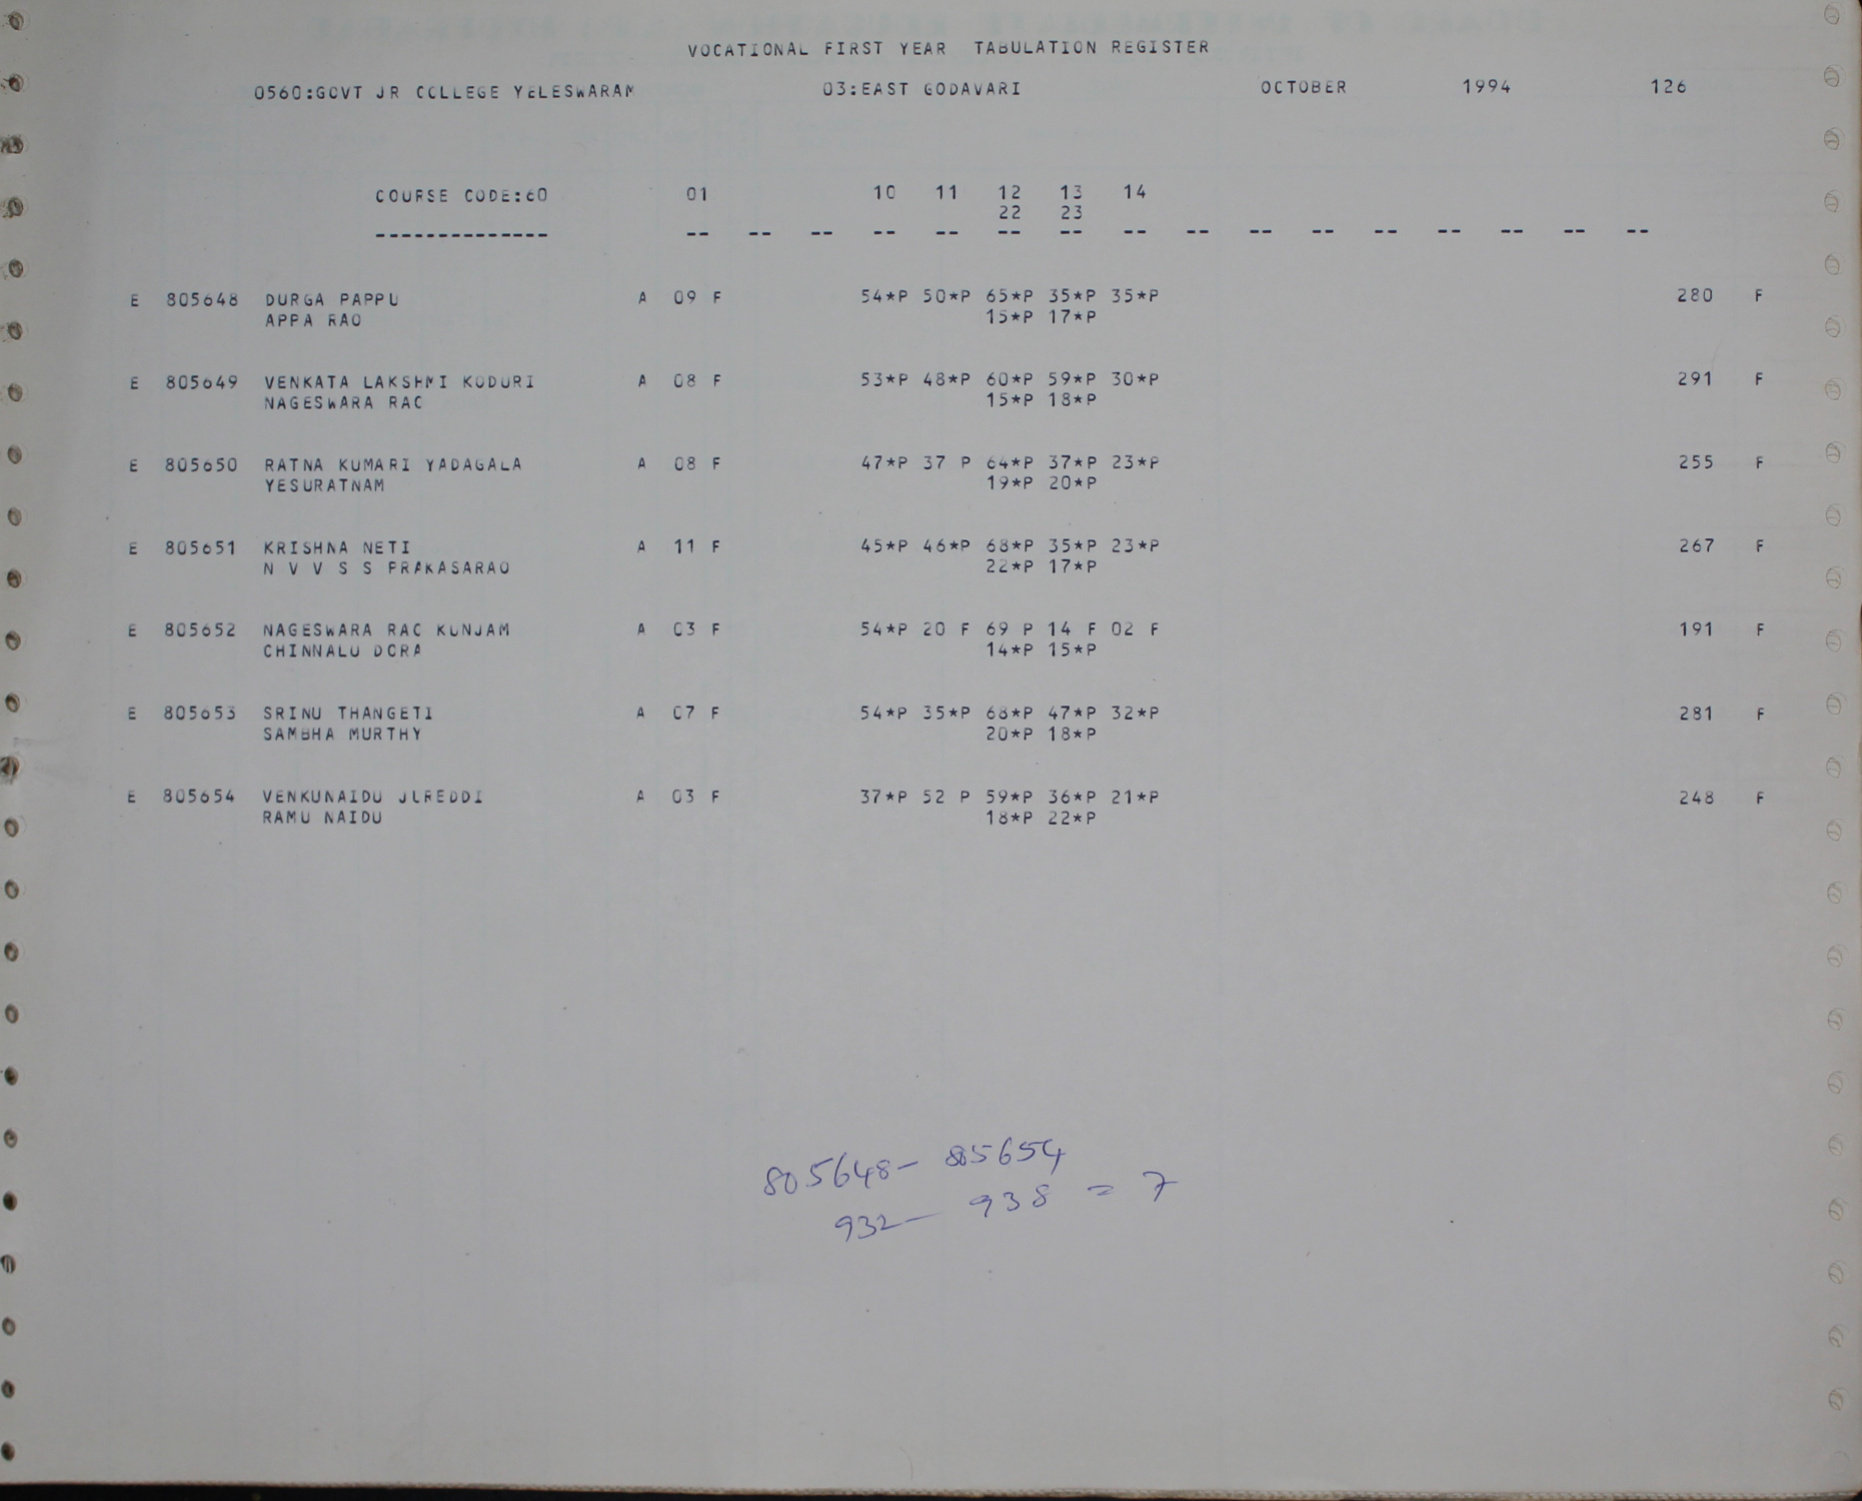 VOCATIONAL FIRST YEAR TABULATION REGISTER
0560:GOVT JR COLLEGE YELESWARAM 03:EAST GODAVARI OCTOBER 1994 126
COURSE CODE:60 01 10 11 12 13 14
22 23
-------------- -- -- -- -- -- -- -- -- -- -- -- -- -- -- -- --
E 805648 DURGA PAPPU A 09 F 54*P 50*P 65*P 35*P 35*P 280 F
APPA RAO 15*P 17*P
E 805649 VENKATA LAKSHMI KODURI A 08 F 53*P 48*P 60*P 59*P 30*P 291 F
NAGESWARA RAO 15*P 18*P
E 805650 RATNA KUMARI YADAGALA A 08 F 47*P 37 P 64*P 37*P 23*P 255 F
YESURATNAM 19*P 20*P
E 805651 KRISHNA NETI A 11 F 45*P 46*P 68*P 35*P 23*P 267 F
N V V S S PRAKASARAO 22*P 17*P
E 805652 NAGESWARA RAO KUNJAM A 03 F 54*P 20 F 69 P 14 F 02 F 191 F
CHINNALU DORA 14*P 15*P
E 805653 SRINU THANGETI A 07 F 54*P 35*P 68*P 47*P 32*P 281 F
SAMBHA MURTHY 20*P 18*P
E 805654 VENKUNAIDU JUREDDI A 03 F 37*P 52 P 59*P 36*P 21*P 248 F
RAMU NAIDU 18*P 22*P
805648- 85654
932- 938 = 7